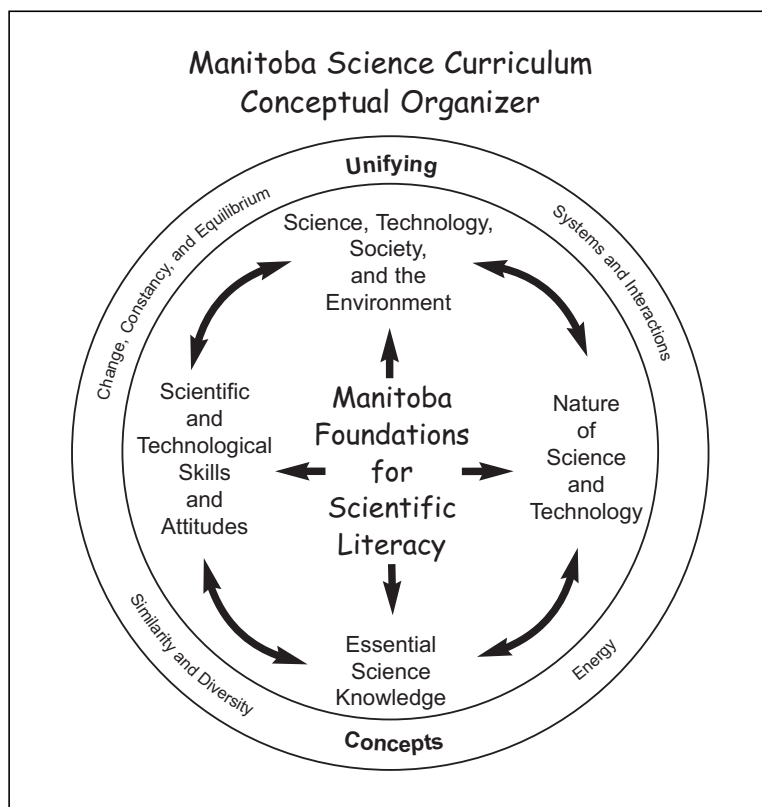 Manitoba Science Curriculum
Conceptual Organizer
Unifying
Change, Constancy, and Equilibrium
Systems and Interactions
Science, Technology,
Society,
and the
Environment
Scientific
and
Technological
Skills
and
Attitudes
Manitoba
Foundations
for
Scientific
Literacy
Nature
of
Science
and
Technology
Essential
Science
Knowledge
Similarity and Diversity
Energy
Concepts